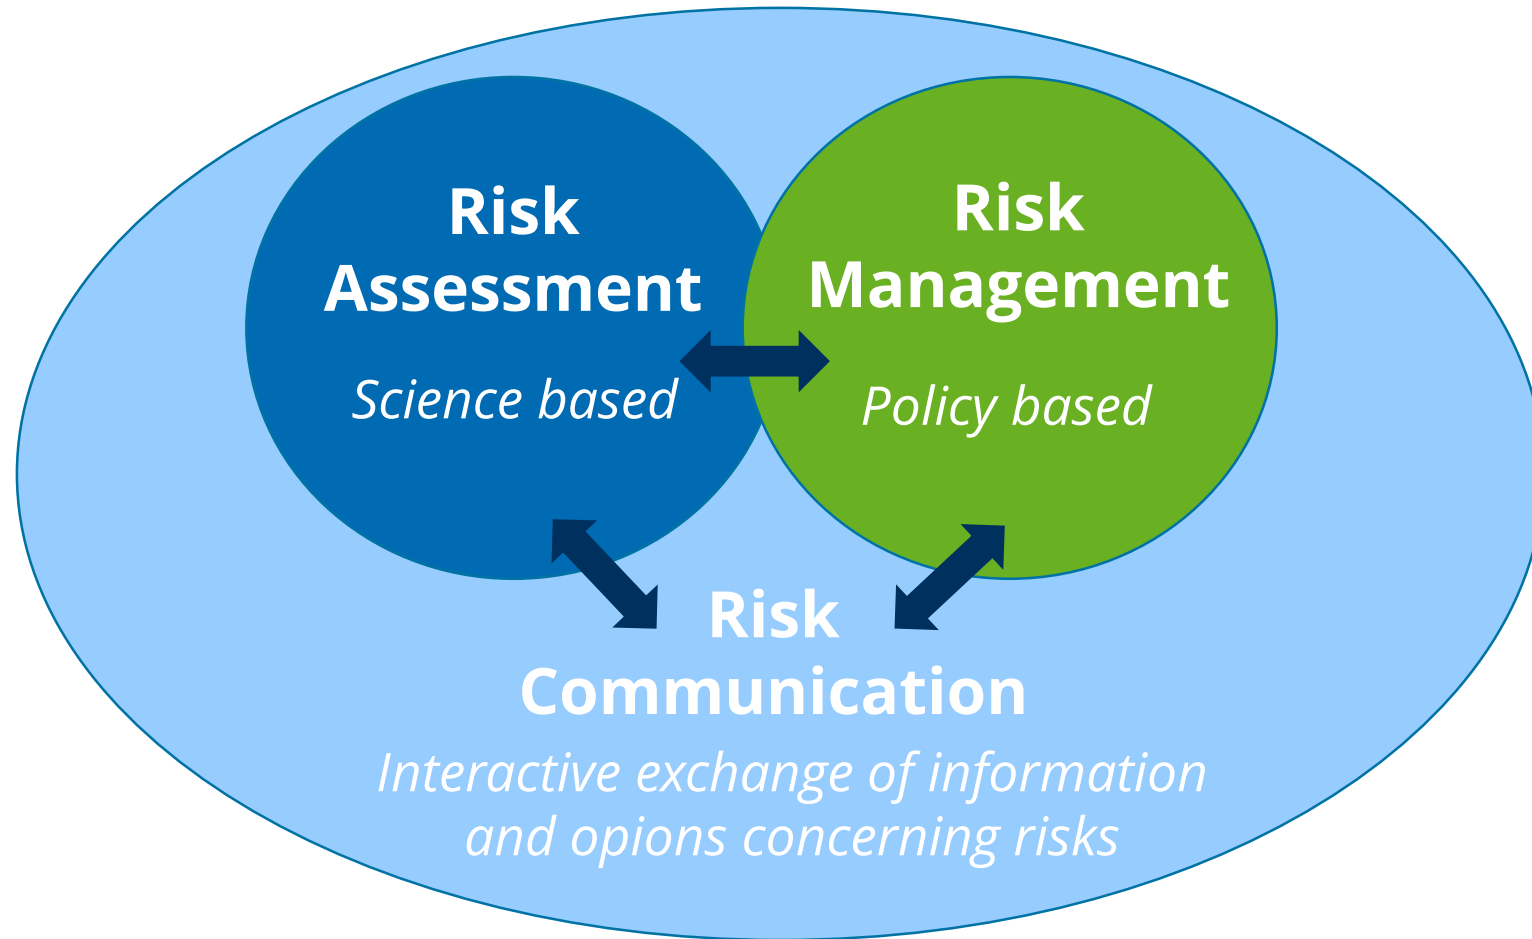 Risk
Assessment
Science based
Risk
Management
Policy based
Risk
Communication
Interactive exchange of information
and opions concerning risks